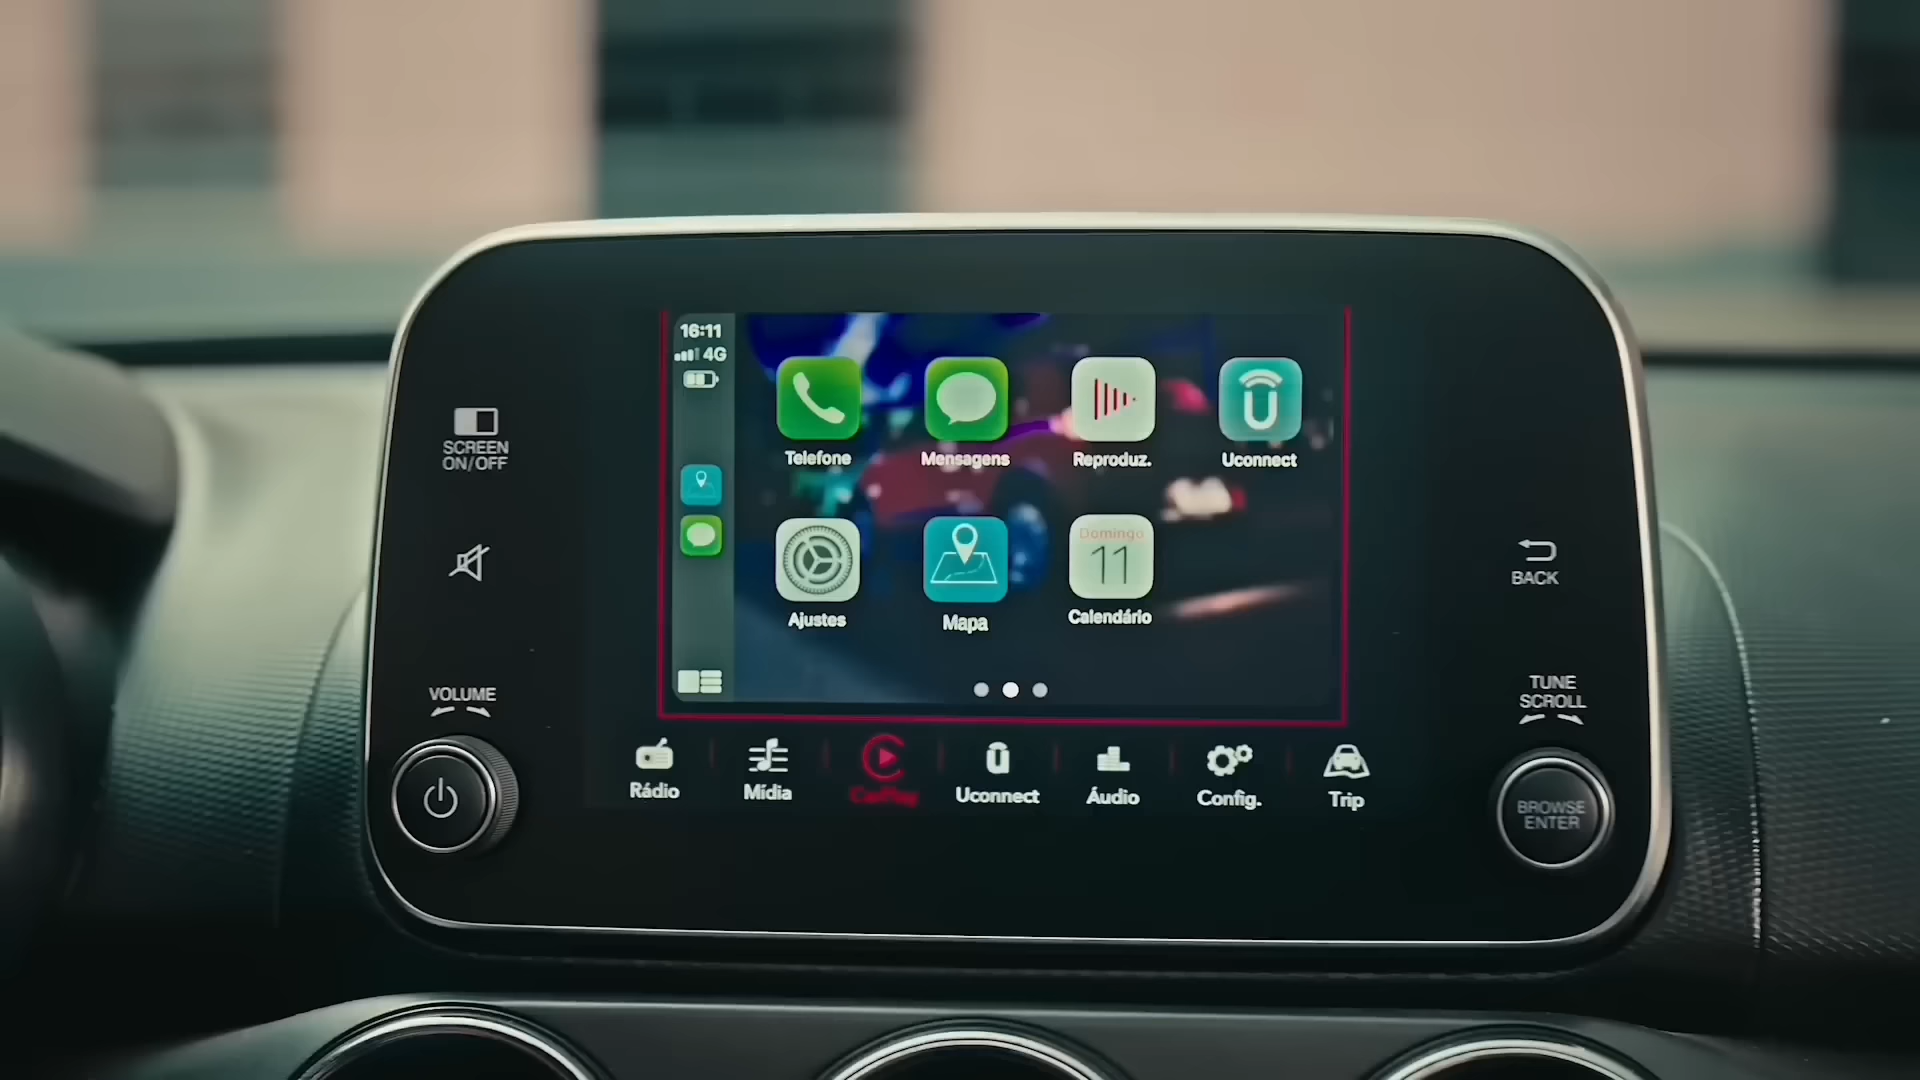 16:11
4G
Telefone
Mensagens
Reproduz.
Uconnect
Domingo
11
Ajustes
Mapa
Calendário
SCREEN
ON/OFF
VOLUME
BACK
TUNE
SCROLL
BROWSE
ENTER
Rádio
Mídia
CarPlay
Uconnect
Áudio
Config.
Trip